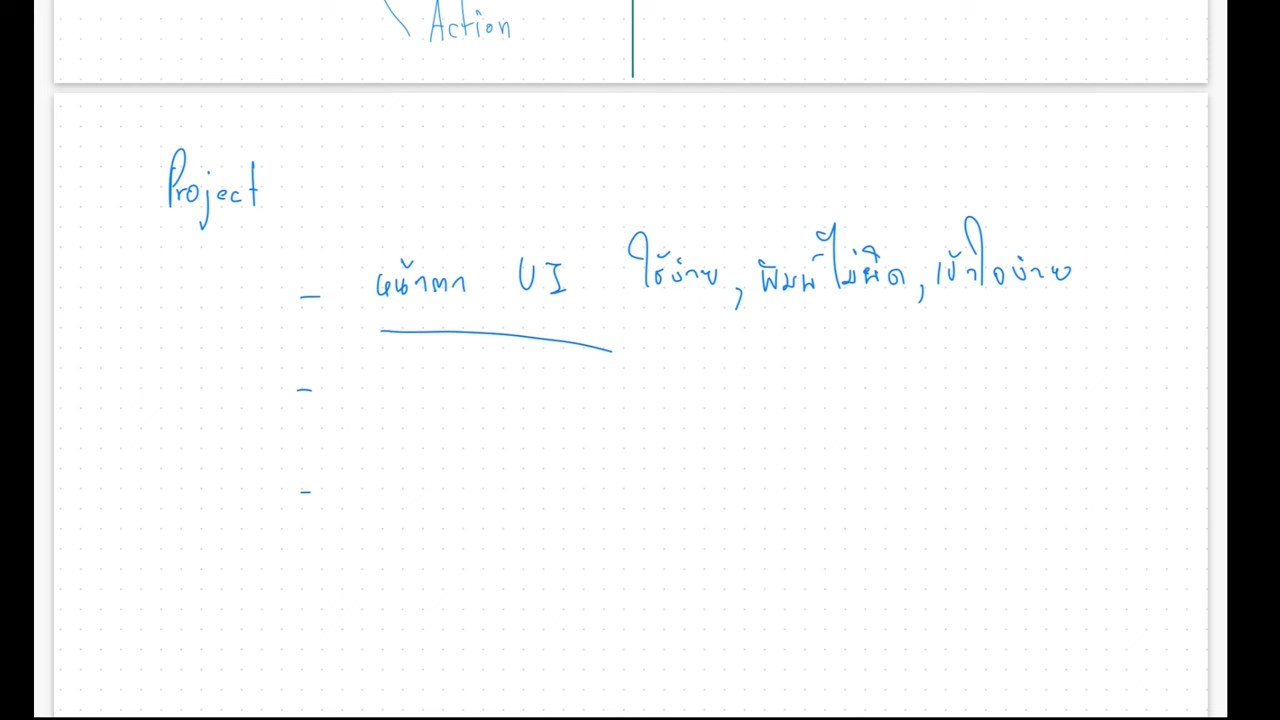 Action
Project
- หน้าตา UI ใช้ง่าย, พิมพ์ไม่ผิด, เข้าใจง่าย
-
-